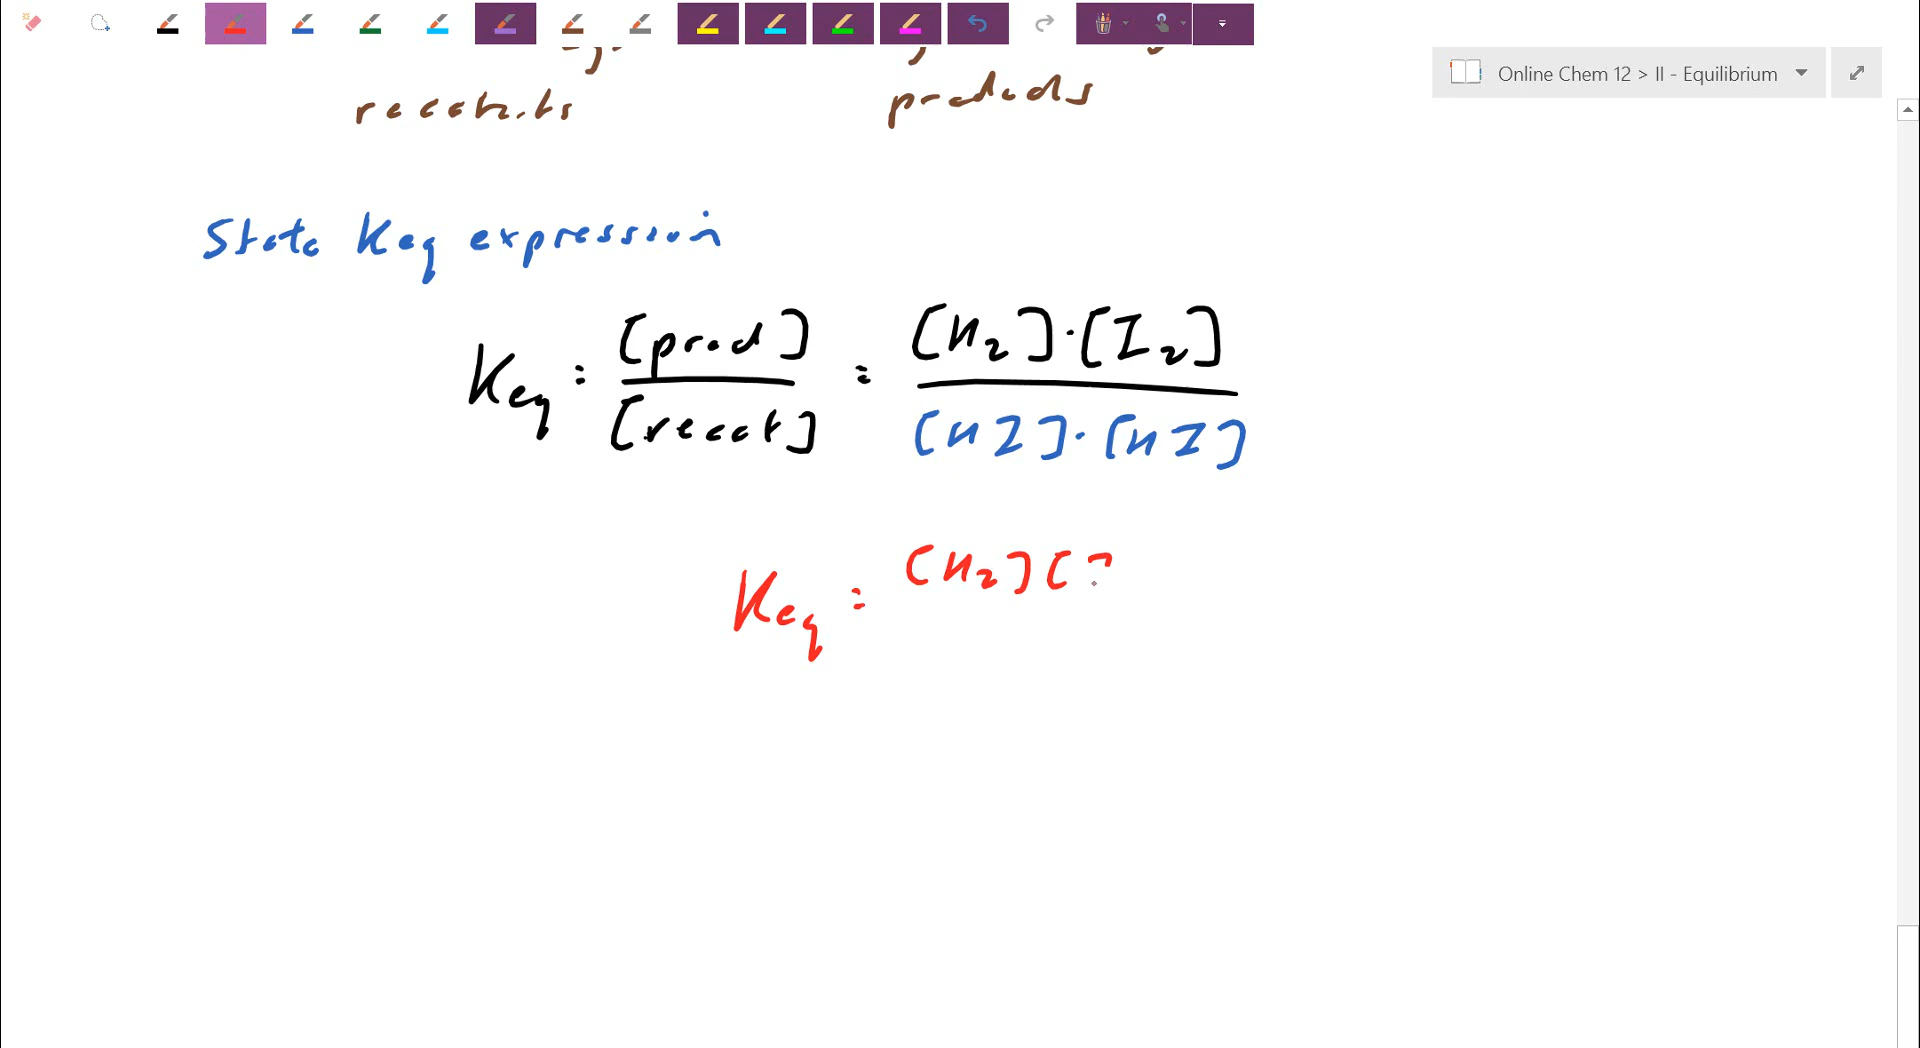 Online Chem 12 > II - Equilibrium
reactants
products
State Keq expression
Keq = [prod] / [react] = [H2]·[I2] / [HI]·[HI]
Keq = [H2][